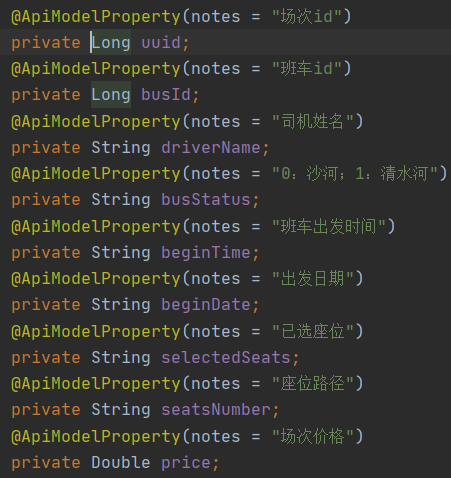 @ApiModelProperty(notes = "场次id")
private Long uuid;
@ApiModelProperty(notes = "班车id")
private Long busId;
@ApiModelProperty(notes = "司机姓名")
private String driverName;
@ApiModelProperty(notes = "0：沙河；1：清水河")
private String busStatus;
@ApiModelProperty(notes = "班车出发时间")
private String beginTime;
@ApiModelProperty(notes = "出发日期")
private String beginDate;
@ApiModelProperty(notes = "已选座位")
private String selectedSeats;
@ApiModelProperty(notes = "座位路径")
private String seatsNumber;
@ApiModelProperty(notes = "场次价格")
private Double price;